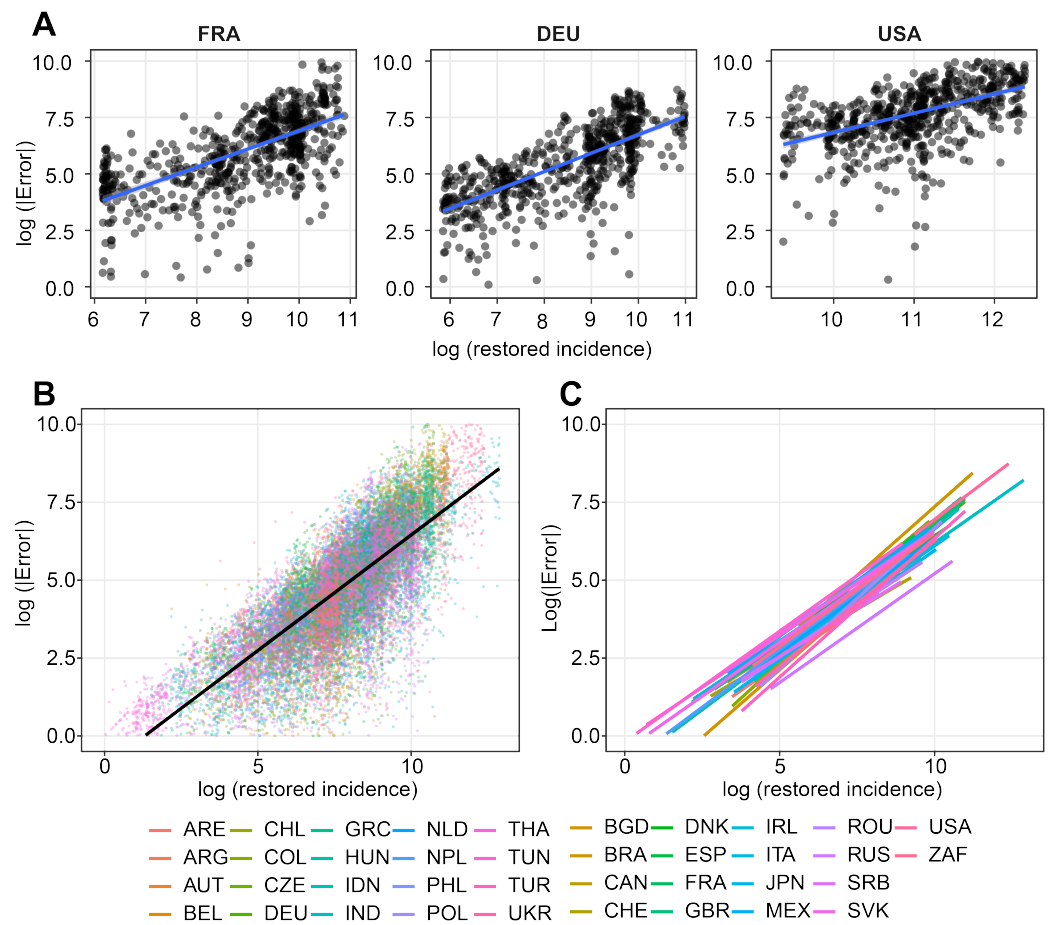 A
FRA DEU USA
log (|Error|)
10.0 10.0 10.0
7.5 7.5 7.5
5.0 5.0 5.0
2.5 2.5 2.5
0.0 0.0 0.0
6 7 8 9 10 11 6 7 8 9 10 11 10 11 12
log (restored incidence)
B C
log (|Error|) Log(|Error|)
10.0 10.0
7.5 7.5
5.0 5.0
2.5 2.5
0.0 0.0
0 5 10 0 5 10
log (restored incidence) log (restored incidence)
ARE CHL GRC NLD THA BGD DNK IRL ROU USA
ARG COL HUN NPL TUN BRA ESP ITA RUS ZAF
AUT CZE IDN PHL TUR CAN FRA JPN SRB
BEL DEU IND POL UKR CHE GBR MEX SVK